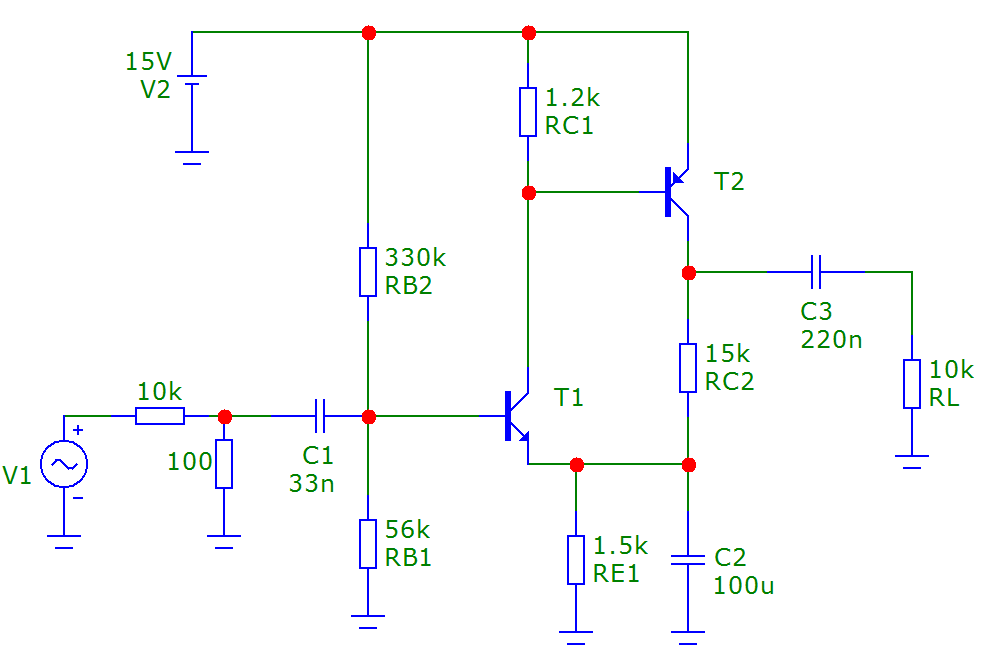 15V
V2
1.2k
RC1
T2
330k
RB2
C3
220n
15k
RC2
10k
RL
10k
T1
100
C1
33n
V1
+
−
56k
RB1
1.5k
RE1
C2
100u